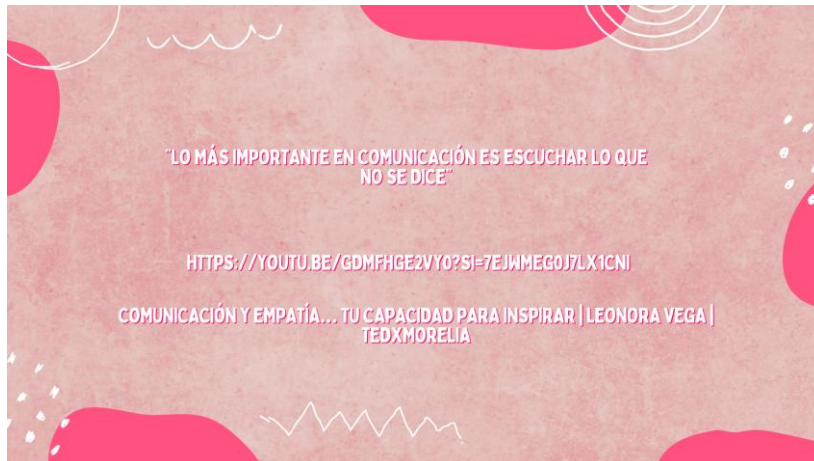 "LO MÁS IMPORTANTE EN COMUNICACIÓN ES ESCUCHAR LO QUE
NO SE DICE"
HTTPS://YOUTU.BE/GDMFHGE2VY0?SI=7EJWMEG0J7LX1CNI
COMUNICACIÓN Y EMPATÍA... TU CAPACIDAD PARA INSPIRAR | LEONORA VEGA |
TEDXMORELIA